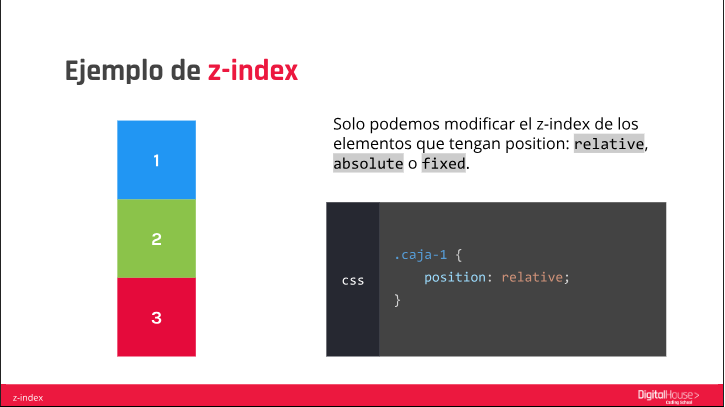 Ejemplo de z-index
1
2
3
Solo podemos modificar el z-index de los
elementos que tengan position: relative,
absolute o fixed.
css
.caja-1 {
position: relative;
}
z-index
DigitalHouse>
Coding School